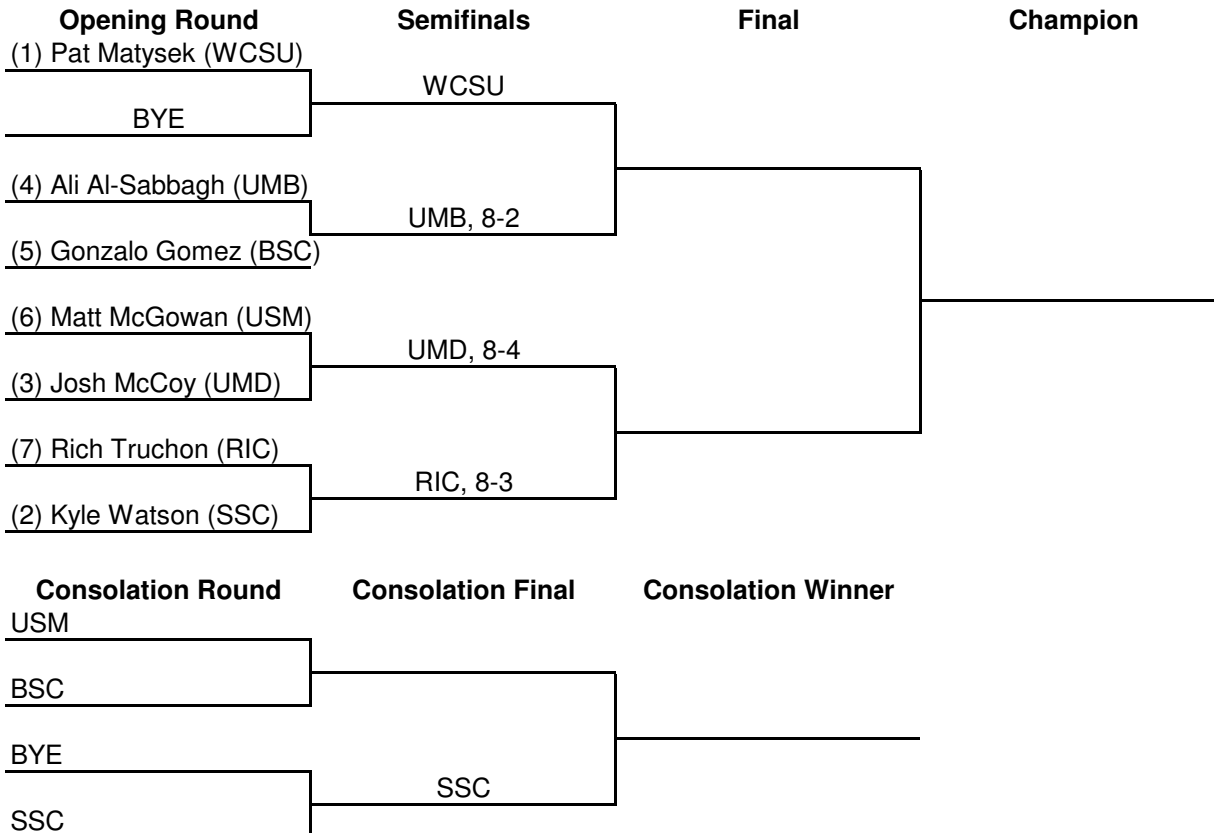 Opening Round Semifinals Final Champion
(1) Pat Matysek (WCSU)
WCSU
BYE
(4) Ali Al-Sabbagh (UMB)
UMB, 8-2
(5) Gonzalo Gomez (BSC)
(6) Matt McGowan (USM)
UMD, 8-4
(3) Josh McCoy (UMD)
(7) Rich Truchon (RIC)
RIC, 8-3
(2) Kyle Watson (SSC)
Consolation Round Consolation Final Consolation Winner
USM
BSC
BYE
SSC
SSC